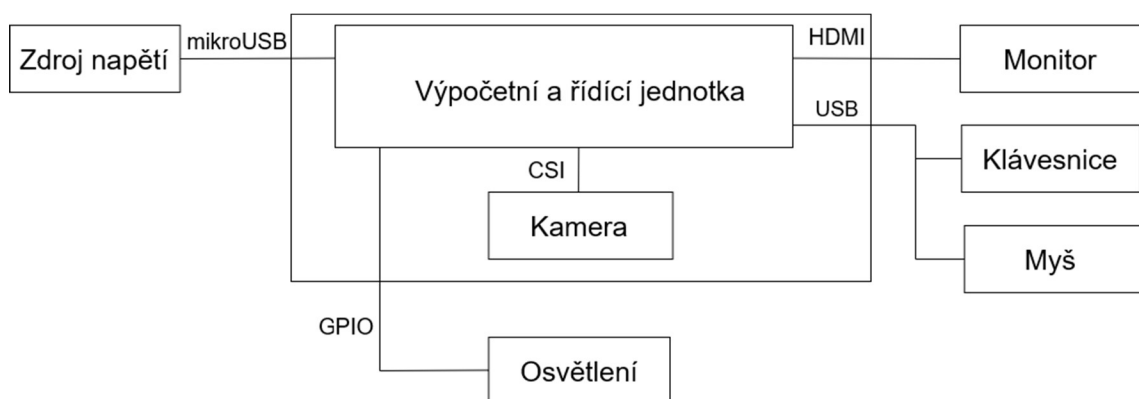 Zdroj napětí
mikroUSB
Výpočetní a řídící jednotka
HDMI
Monitor
USB
Klávesnice
CSI
Kamera
Myš
GPIO
Osvětlení